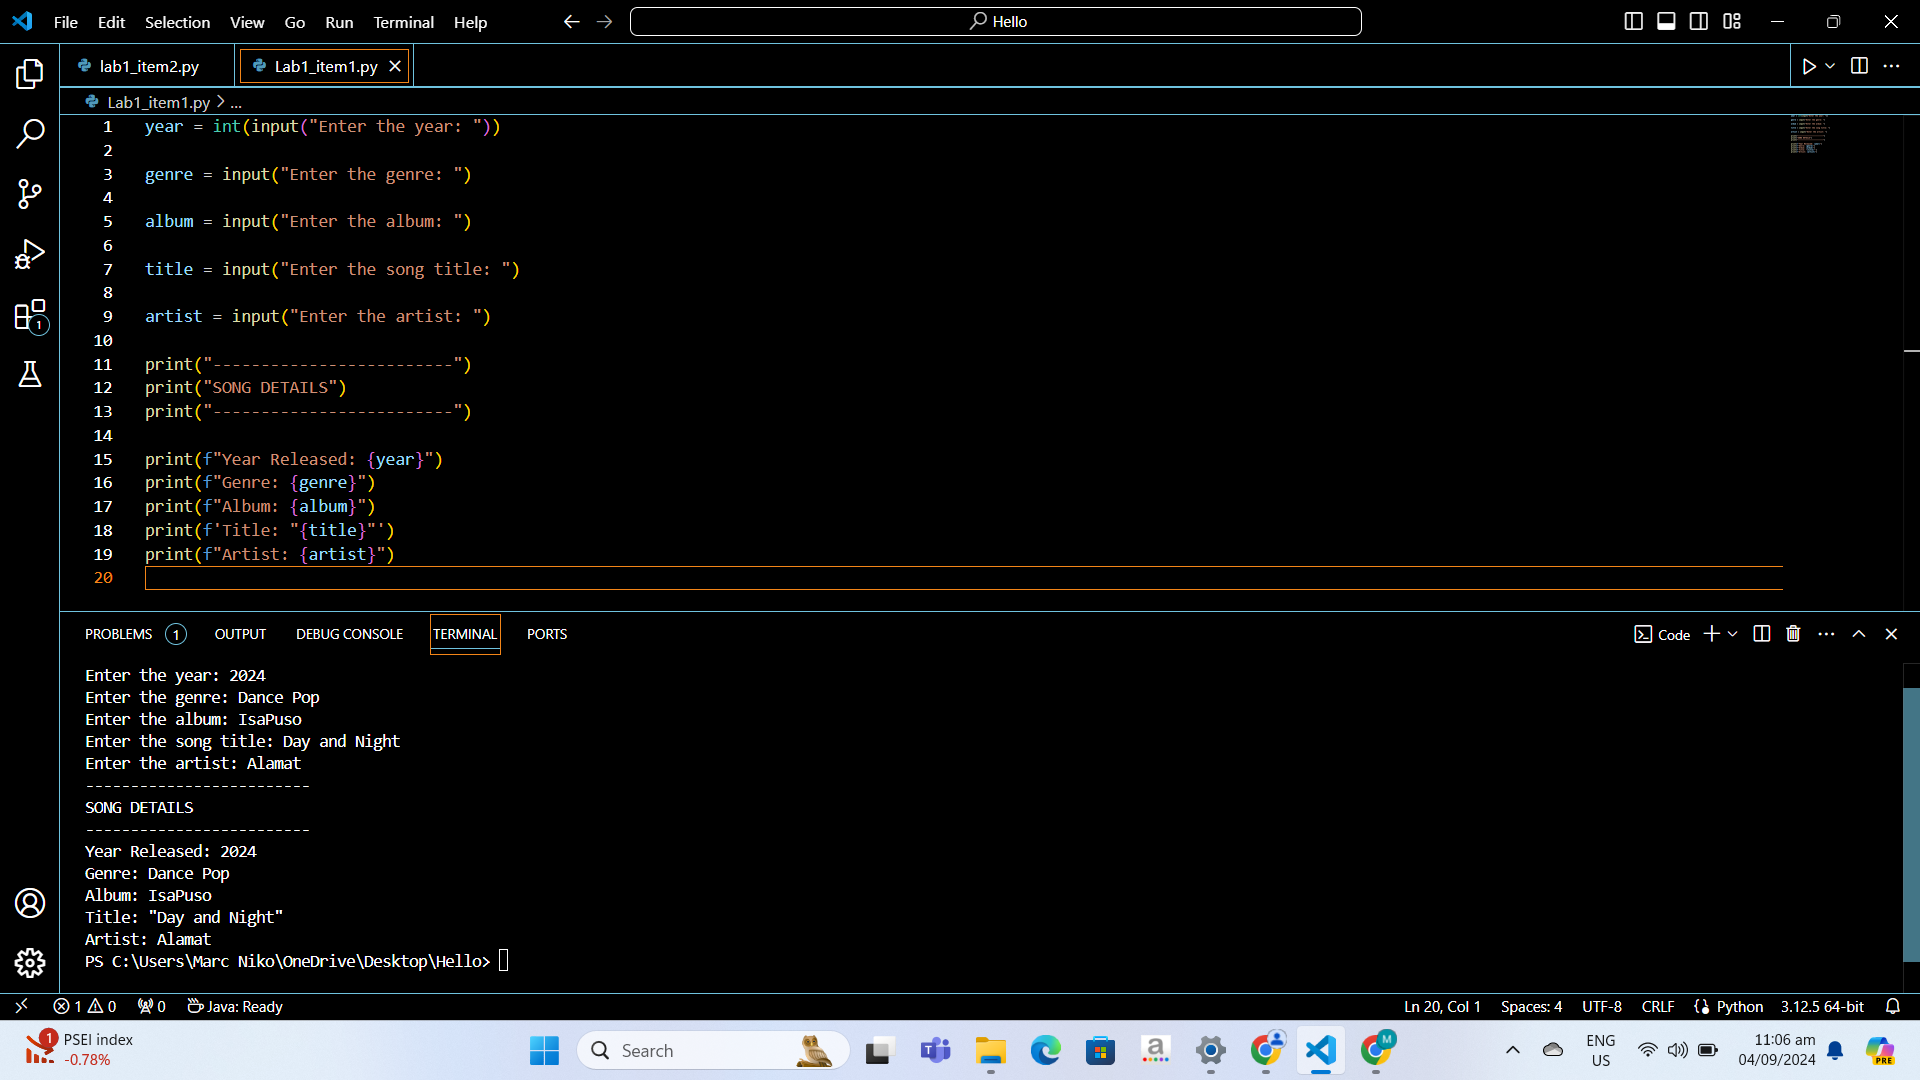 File Edit Selection View Go Run Terminal Help Hello
lab1_item2.py Lab1_item1.py
Lab1_item1.py > ...
1 year = int(input("Enter the year: "))
2
3 genre = input("Enter the genre: ")
4
5 album = input("Enter the album: ")
6
7 title = input("Enter the song title: ")
8
9 artist = input("Enter the artist: ")
10
11 print("-------------------------")
12 print("SONG DETAILS")
13 print("-------------------------")
14
15 print(f"Year Released: {year}")
16 print(f"Genre: {genre}")
17 print(f"Album: {album}")
18 print(f'Title: "{title}"')
19 print(f"Artist: {artist}")
20
1
PROBLEMS 1 OUTPUT DEBUG CONSOLE TERMINAL PORTS Code
Enter the year: 2024
Enter the genre: Dance Pop
Enter the album: IsaPuso
Enter the song title: Day and Night
Enter the artist: Alamat
-------------------------
SONG DETAILS
-------------------------
Year Released: 2024
Genre: Dance Pop
Album: IsaPuso
Title: "Day and Night"
Artist: Alamat
PS C:\Users\Marc Niko\OneDrive\Desktop\Hello>
1 0 0 Java: Ready Ln 20, Col 1 Spaces: 4 UTF-8 CRLF Python 3.12.5 64-bit
1 PSEI index
-0.78%
Search
a
M
ENG
US
11:06 am
04/09/2024
PRE